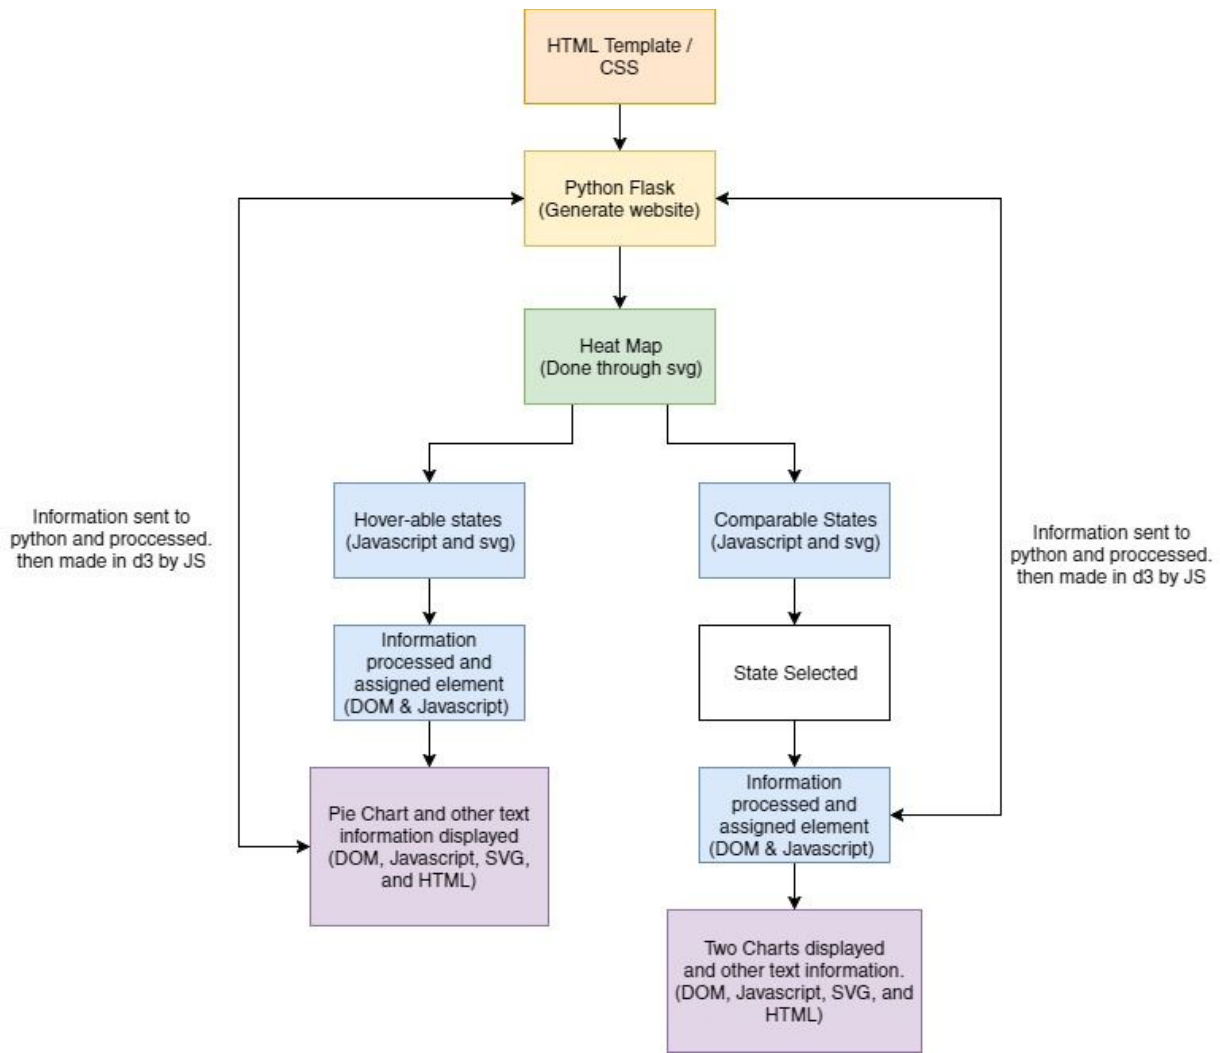 HTML Template /
CSS
Python Flask
(Generate website)
Heat Map
(Done through svg)
Hover-able states
(Javascript and svg)
Comparable States
(Javascript and svg)
Information sent to
python and proccessed.
then made in d3 by JS
Information sent to
python and proccessed.
then made in d3 by JS
Information
processed and
assigned element
(DOM & Javascript)
State Selected
Pie Chart and other text
information displayed
(DOM, Javascript, SVG,
and HTML)
Information
processed and
assigned element
(DOM & Javascript)
Two Charts displayed
and other text information.
(DOM, Javascript, SVG, and
HTML)